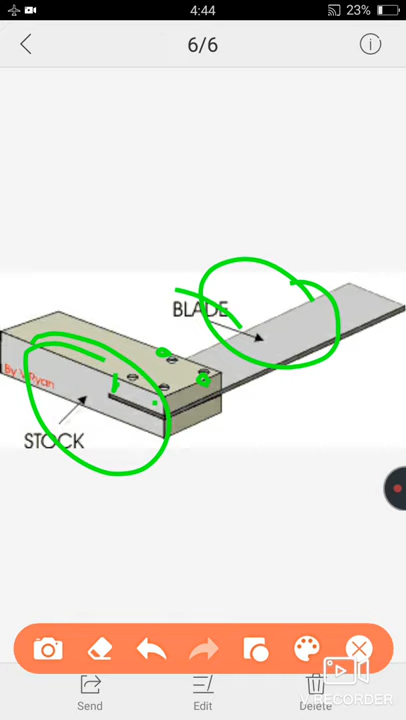 4:44
23%
6/6
BLADE
By V.Ryan
STOCK
Send
Edit
Delete
V RECORDER